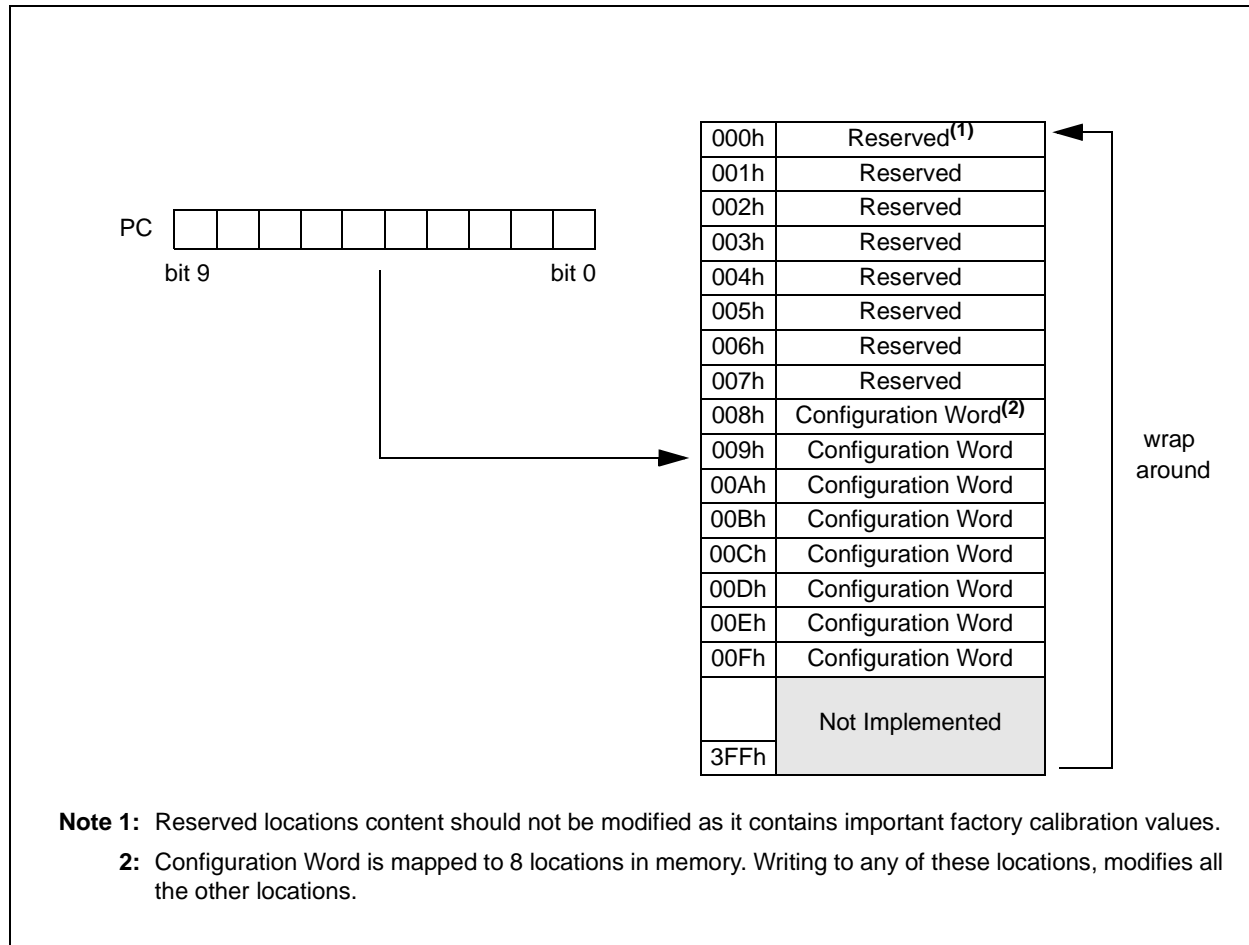 000h Reserved(1)
001h Reserved
002h Reserved
003h Reserved
004h Reserved
005h Reserved
006h Reserved
007h Reserved
008h Configuration Word(2)
009h Configuration Word
00Ah Configuration Word
00Bh Configuration Word
00Ch Configuration Word
00Dh Configuration Word
00Eh Configuration Word
00Fh Configuration Word
Not Implemented
3FFh
PC
bit 9 bit 0
wrap
around
Note 1: Reserved locations content should not be modified as it contains important factory calibration values.
2: Configuration Word is mapped to 8 locations in memory. Writing to any of these locations, modifies all
the other locations.